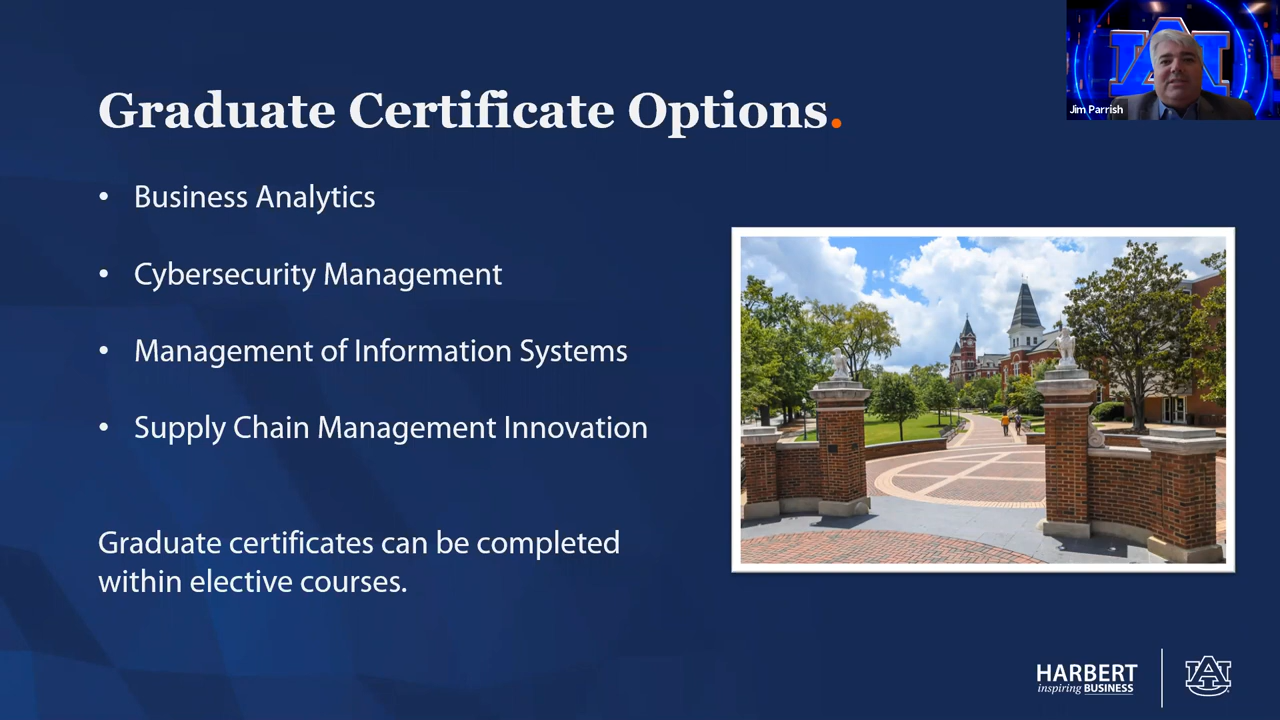 Graduate Certificate Options.
Jim Parrish
• Business Analytics
• Cybersecurity Management
• Management of Information Systems
• Supply Chain Management Innovation
Graduate certificates can be completed
within elective courses.
HARBERT
inspiring BUSINESS
AU